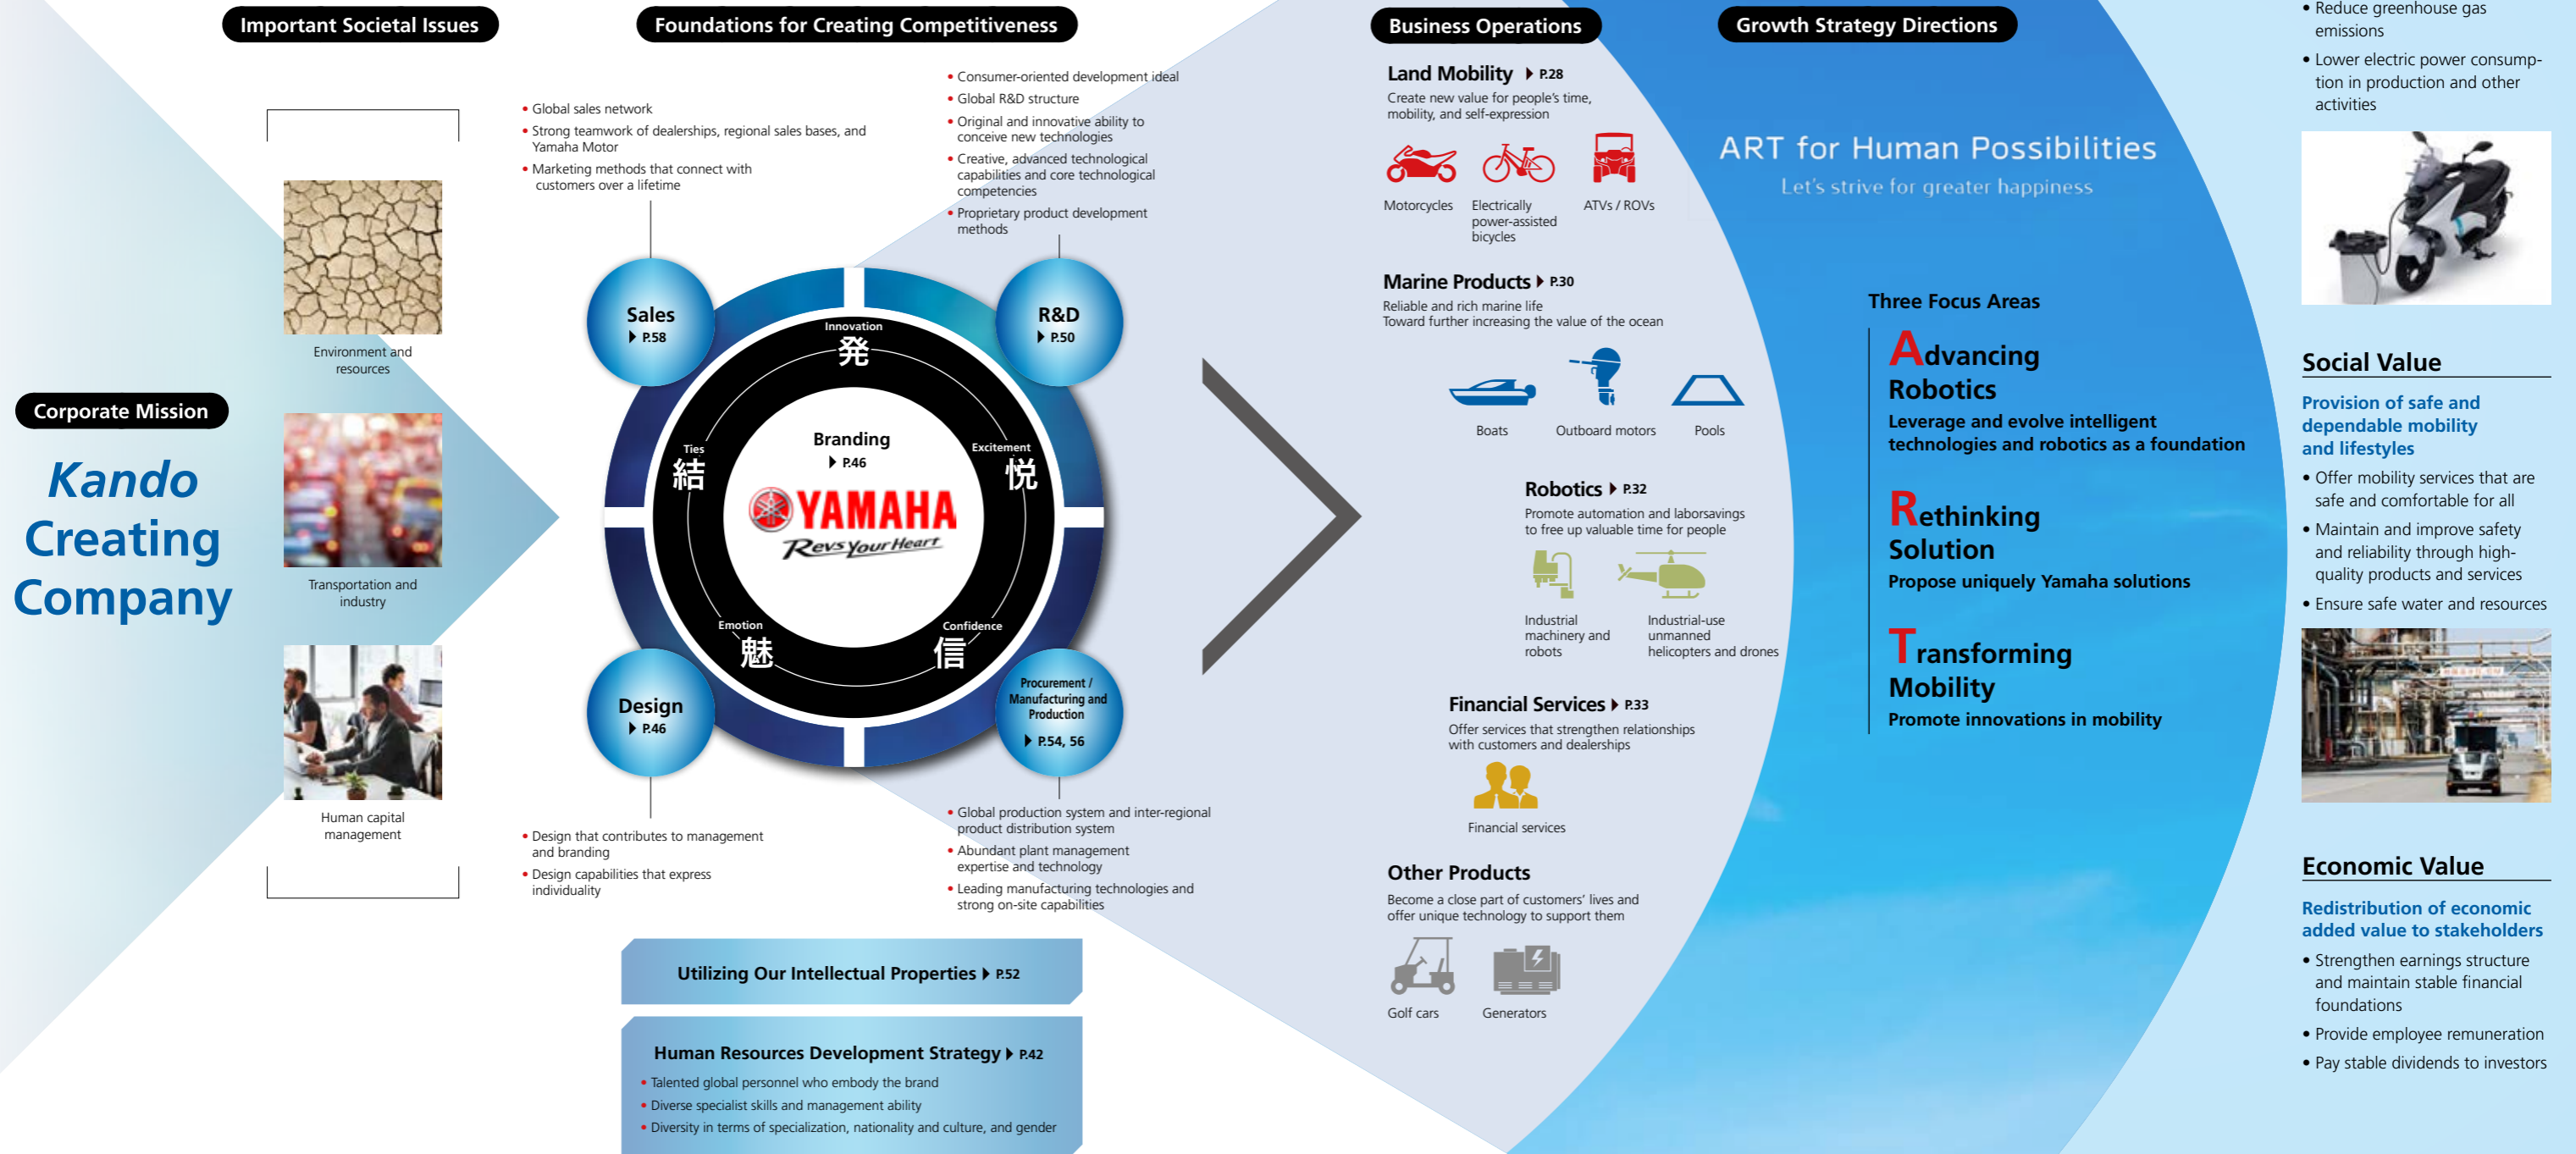 Important Societal Issues
Foundations for Creating Competitiveness
Business Operations
Growth Strategy Directions
Corporate Mission
Kando
Creating
Company
Environment and
resources
Transportation and
industry
Human capital
management
• Global sales network
• Strong teamwork of dealerships, regional sales bases, and
Yamaha Motor
• Marketing methods that connect with
customers over a lifetime
• Consumer-oriented development ideal
• Global R&D structure
• Original and innovative ability to
conceive new technologies
• Creative, advanced technological
capabilities and core technological
competencies
• Proprietary product development
methods
Sales
P.58
R&D
P.50
Innovation
発
Ties
結
Excitement
悦
Branding
P.46
YAMAHA
Revs Your Heart
Emotion
魅
Confidence
信
Design
P.46
Procurement /
Manufacturing and
Production
P.54, 56
• Design that contributes to management
and branding
• Design capabilities that express
individuality
• Global production system and inter-regional
product distribution system
• Abundant plant management
expertise and technology
• Leading manufacturing technologies and
strong on-site capabilities
Utilizing Our Intellectual Properties P.52
Human Resources Development Strategy P.42
• Talented global personnel who embody the brand
• Diverse specialist skills and management ability
• Diversity in terms of specialization, nationality and culture, and gender
Land Mobility P.28
Create new value for people's time,
mobility, and self-expression
Motorcycles
Electrically
power-assisted
bicycles
ATVs / ROVs
Marine Products P.30
Reliable and rich marine life
Toward further increasing the value of the ocean
Boats
Outboard motors
Pools
Robotics P.32
Promote automation and laborsavings
to free up valuable time for people
Industrial
machinery and
robots
Industrial-use
unmanned
helicopters and drones
Financial Services P.33
Offer services that strengthen relationships
with customers and dealerships
Financial services
Other Products
Become a close part of customers' lives and
offer unique technology to support them
Golf cars
Generators
ART for Human Possibilities
Let's strive for greater happiness
Three Focus Areas
Advancing
Robotics
Leverage and evolve intelligent
technologies and robotics as a foundation
Rethinking
Solution
Propose uniquely Yamaha solutions
Transforming
Mobility
Promote innovations in mobility
• Reduce greenhouse gas
emissions
• Lower electric power consump-
tion in production and other
activities
Social Value
Provision of safe and
dependable mobility
and lifestyles
• Offer mobility services that are
safe and comfortable for all
• Maintain and improve safety
and reliability through high-
quality products and services
• Ensure safe water and resources
Economic Value
Redistribution of economic
added value to stakeholders
• Strengthen earnings structure
and maintain stable financial
foundations
• Provide employee remuneration
• Pay stable dividends to investors